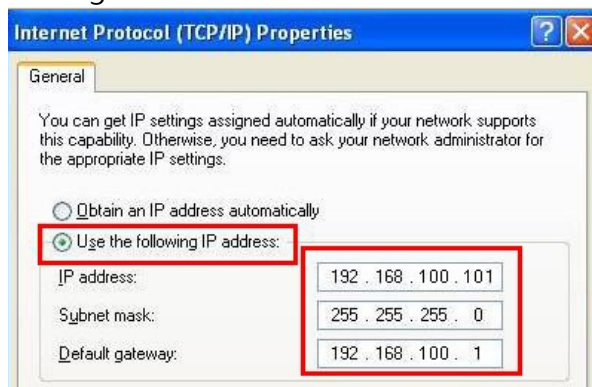 Internet Protocol (TCP/IP) Properties
General
You can get IP settings assigned automatically if your network supports
this capability. Otherwise, you need to ask your network administrator for
the appropriate IP settings.
Obtain an IP address automatically
Use the following IP address:
IP address: 192 . 168 . 100 . 101
Subnet mask: 255 . 255 . 255 . 0
Default gateway: 192 . 168 . 100 . 1